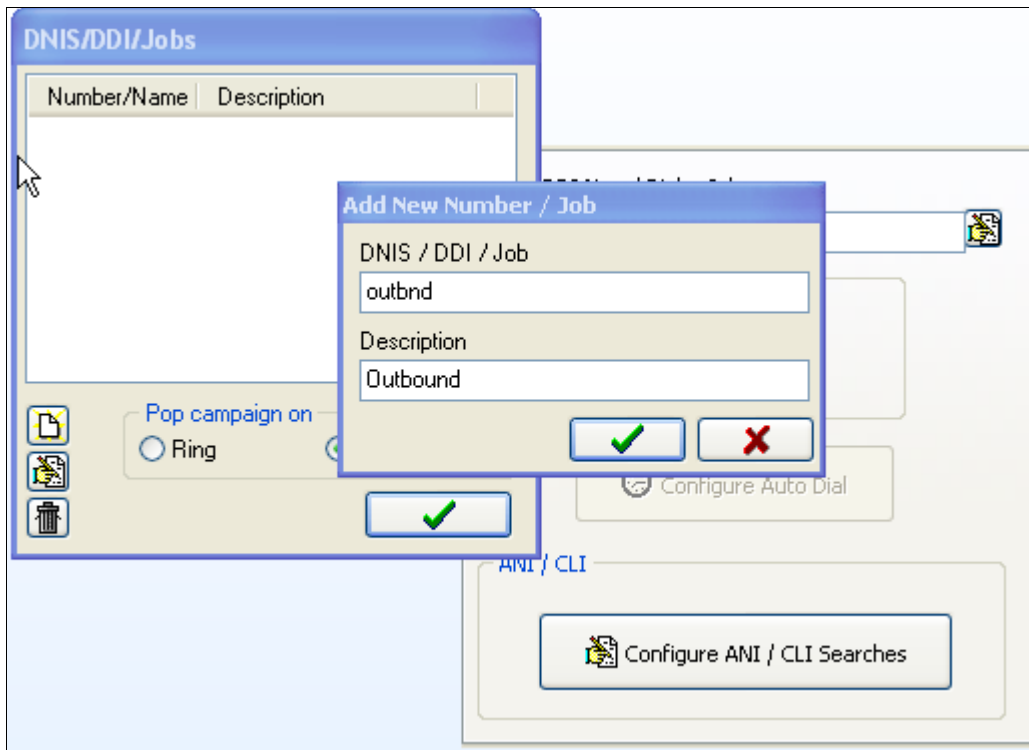 DNIS/DDI/Jobs
Number/Name Description
Add New Number / Job
DNIS / DDI / Job
outbnd
Description
Outbound
Pop campaign on
Ring
Configure Auto Dial
ANI / CLI
Configure ANI / CLI Searches